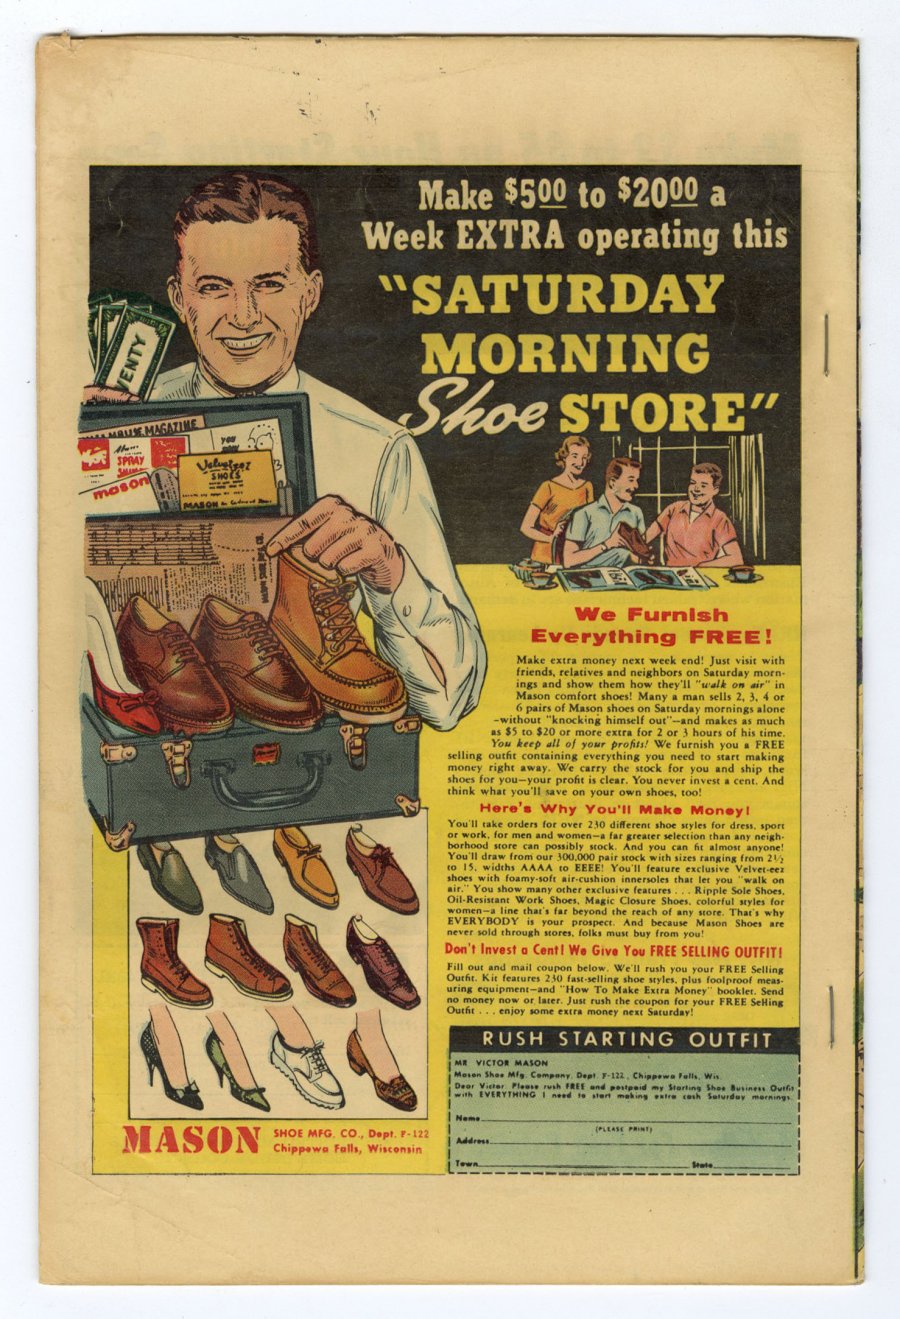 Make $5.00 to $20.00 a
Week EXTRA operating this
"SATURDAY
MORNING
Shoe STORE"
VENTY
MAGAZINE
YOU
SPRAY
mason
Velvet-eez
SHOES
MASON
We Furnish
Everything FREE!
Make extra money next week end! Just visit with
friends, relatives and neighbors on Saturday morn-
ings and show them how they'll "walk on air" in
Mason comfort shoes! Many a man sells 2, 3, 4 or
6 pairs of Mason shoes on Saturday mornings alone
-without "knocking himself out"—and makes as much
as $5 to $20 or more extra for 2 or 3 hours of his time.
You keep all of your profits! We furnish you a FREE
selling outfit containing everything you need to start making
money right away. We carry the stock for you and ship the
shoes for you—your profit is clear. You never invest a cent. And
think what you'll save on your own shoes, too!
Here's Why You'll Make Money!
You'll take orders for over 230 different shoe styles for dress, sport
or work, for men and women—a far greater selection than any neigh-
borhood store can possibly stock. And you can fit almost anyone!
You'll draw from our 300,000 pair stock with sizes ranging from 2½
to 15, widths AAAA to EEEE! You'll feature exclusive Velvet-eez
shoes with foamy-soft air-cushion innersoles that let you "walk on
air." You show many other exclusive features . . . Ripple Sole Shoes,
Oil-Resistant Work Shoes, Magic Closure Shoes, colorful styles for
women—a line that's far beyond the reach of any store. That's why
EVERYBODY is your prospect. And because Mason Shoes are
never sold through stores, folks must buy from you!
Don't Invest a Cent! We Give You FREE SELLING OUTFIT!
Fill out and mail coupon below. We'll rush you your FREE Selling
Outfit. Kit features 230 fast-selling shoe styles, plus foolproof meas-
uring equipment—and "How To Make Extra Money" booklet. Send
no money now or later. Just rush the coupon for your FREE Selling
Outfit . . . enjoy some extra money next Saturday!
RUSH STARTING OUTFIT
MR VICTOR MASON
Mason Shoe Mfg. Company, Dept. F-122, Chippewa Falls, Wis.
Dear Victor: Please rush FREE and postpaid my Starting Shoe Business Outfit
with EVERYTHING I need to start making extra cash Saturday mornings.
Name
(PLEASE PRINT)
Address
Town State
MASON SHOE MFG. CO., Dept. F-122
Chippewa Falls, Wisconsin